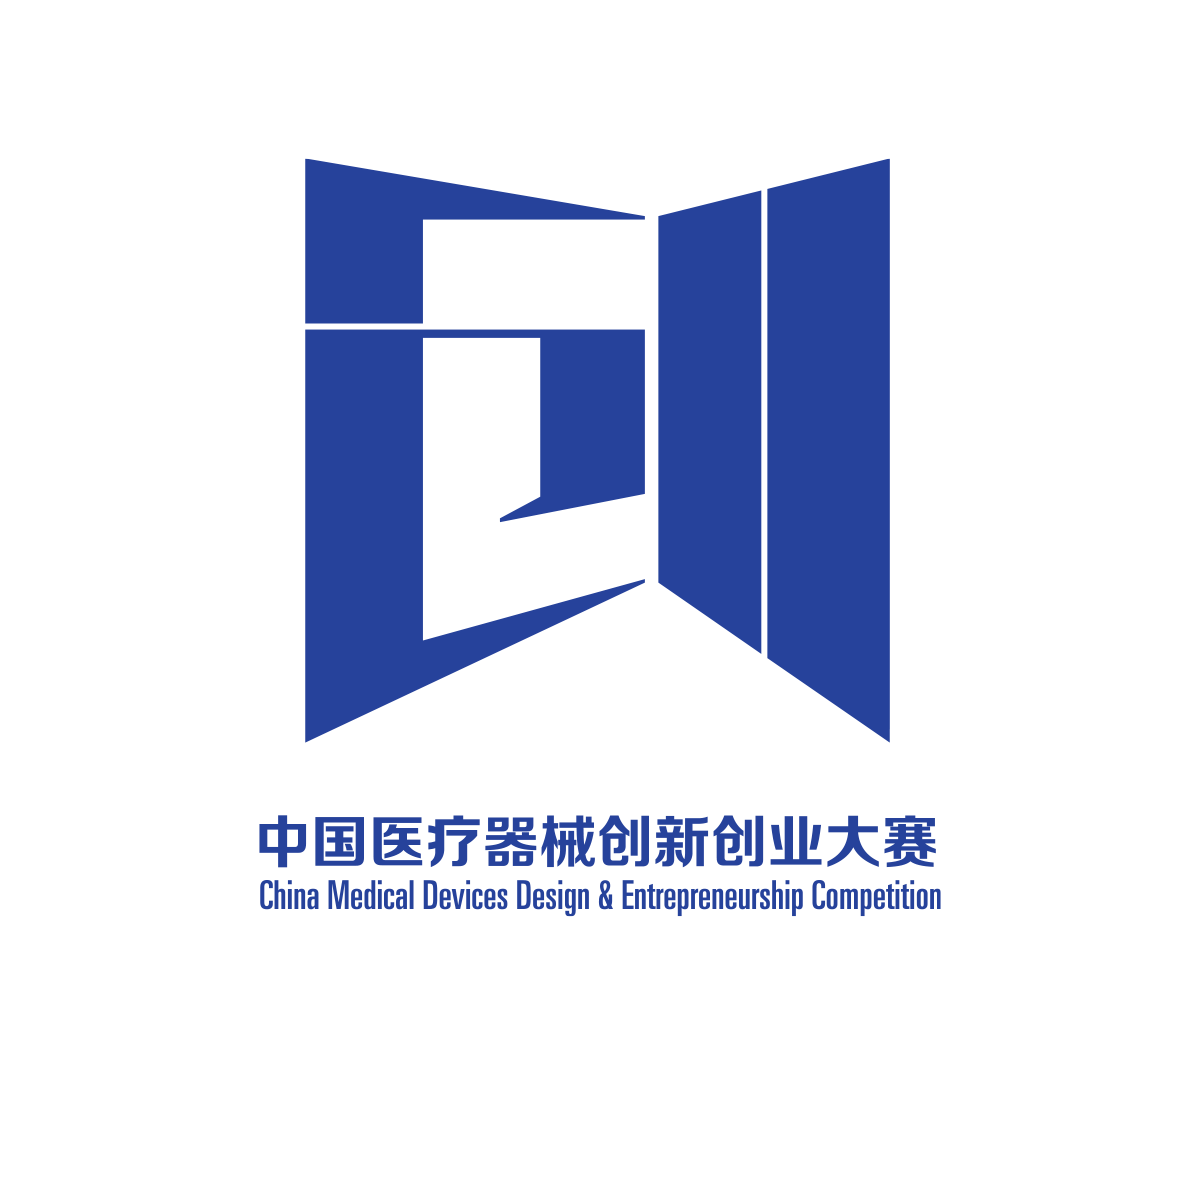 中国医疗器械创新创业大赛
China Medical Devices Design & Entrepreneurship Competition